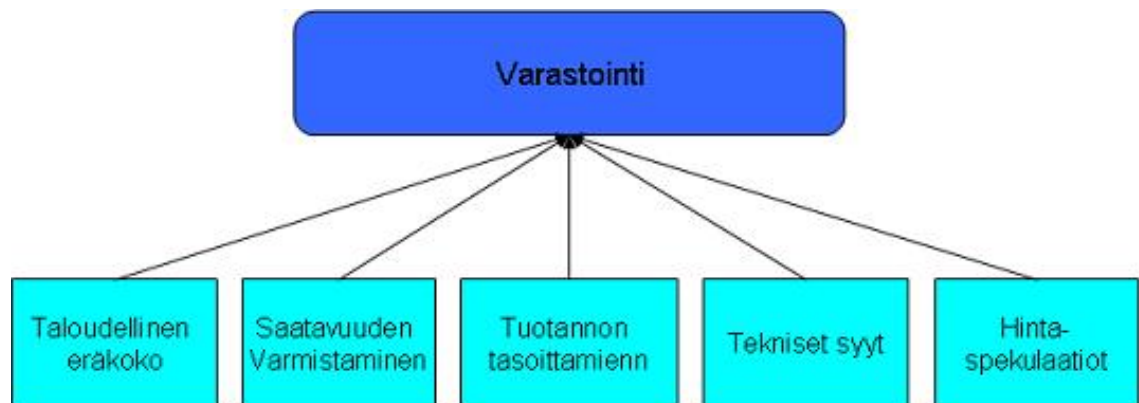 Varastointi
Taloudellinen
eräkoko
Saatavuuden
Varmistaminen
Tuotannon
tasoittamienn
Tekniset syyt
Hinta-
spekulaatiot